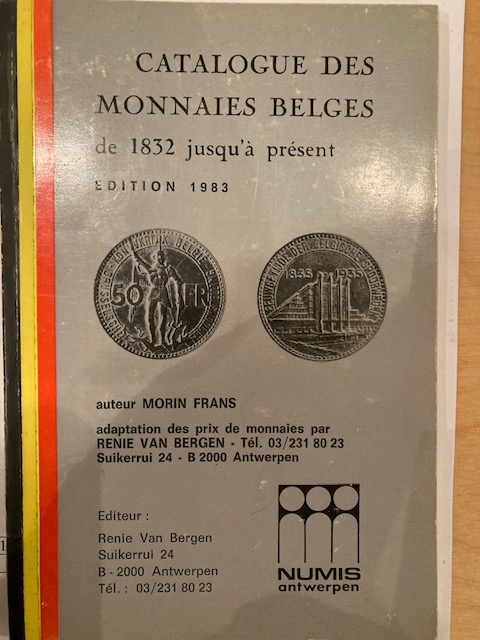 CATALOGUE DES
MONNAIES BELGES
de 1832 jusqu'à présent
EDITION 1983
50 FR
1835 1935
auteur MORIN FRANS
adaptation des prix de monnaies par
RENIE VAN BERGEN - Tél. 03/231 80 23
Suikerrui 24 - B 2000 Antwerpen
Editeur :
Renie Van Bergen
Suikerrui 24
B - 2000 Antwerpen
Tél. : 03/231 80 23
NUMIS
antwerpen